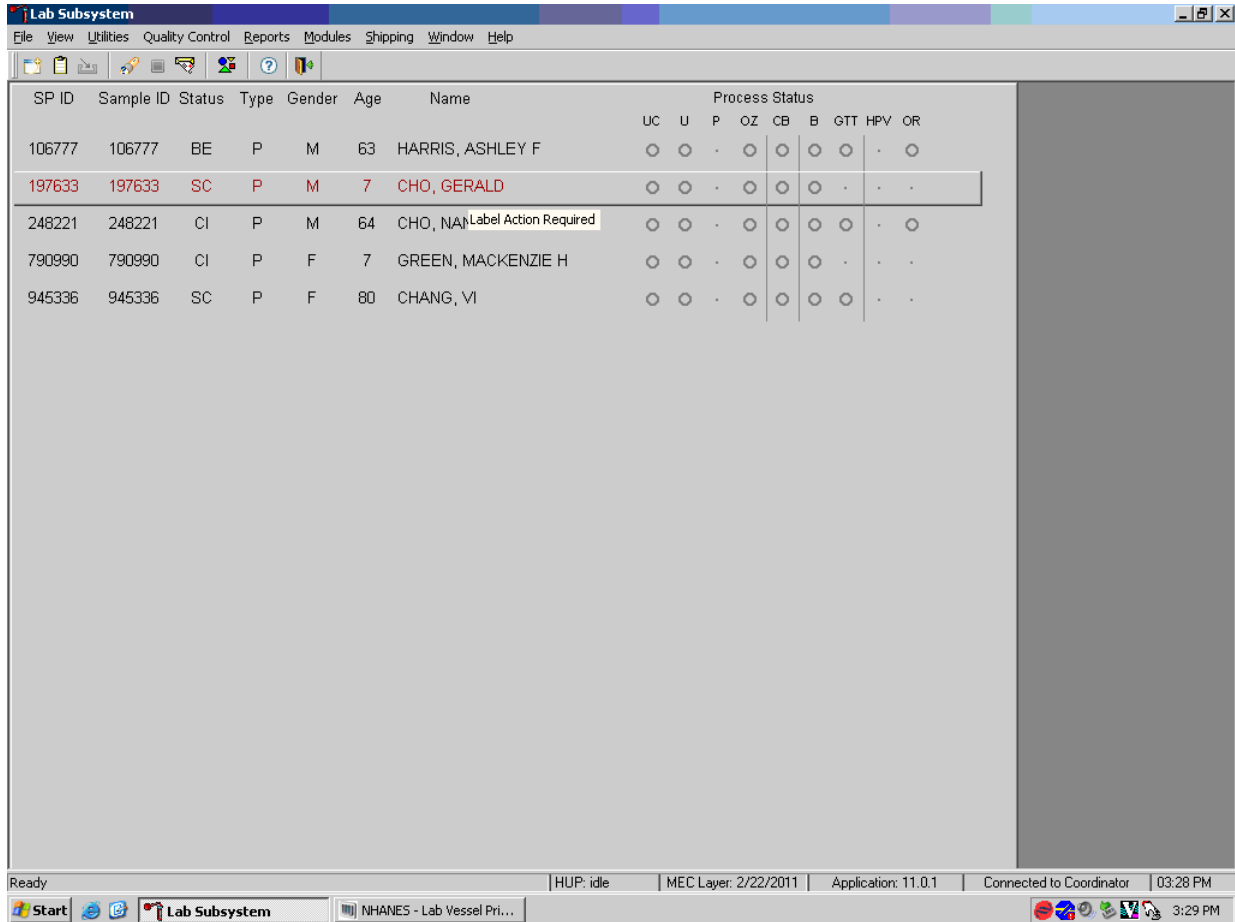 Lab Subsystem
File View Utilities Quality Control Reports Modules Shipping Window Help
SP ID Sample ID Status Type Gender Age Name Process Status
UC U P OZ CB B GTT HPV OR
106777 106777 BE P M 63 HARRIS, ASHLEY F
197633 197633 SC P M 7 CHO, GERALD
248221 248221 CI P M 64 CHO, NAN
Label Action Required
790990 790990 CI P F 7 GREEN, MACKENZIE H
945336 945336 SC P F 80 CHANG, VI
Ready HUP: idle MEC Layer: 2/22/2011 Application: 11.0.1 Connected to Coordinator 03:28 PM
Start Lab Subsystem NHANES - Lab Vessel Pri... 3:29 PM